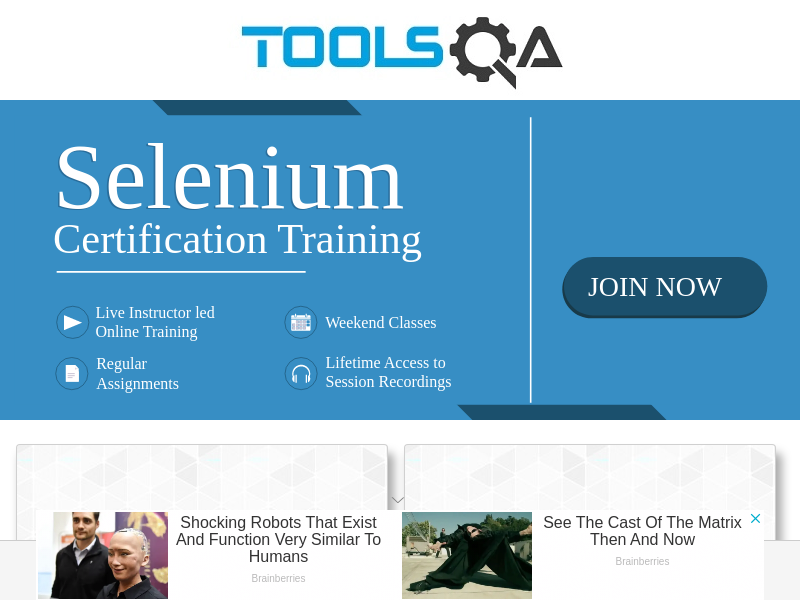 TOOLSQA
Selenium
Certification Training
JOIN NOW
Live Instructor led
Online Training
Weekend Classes
Regular
Assignments
Lifetime Access to
Session Recordings
Shocking Robots That Exist
And Function Very Similar To
Humans
Brainberries
See The Cast Of The Matrix
Then And Now
Brainberries